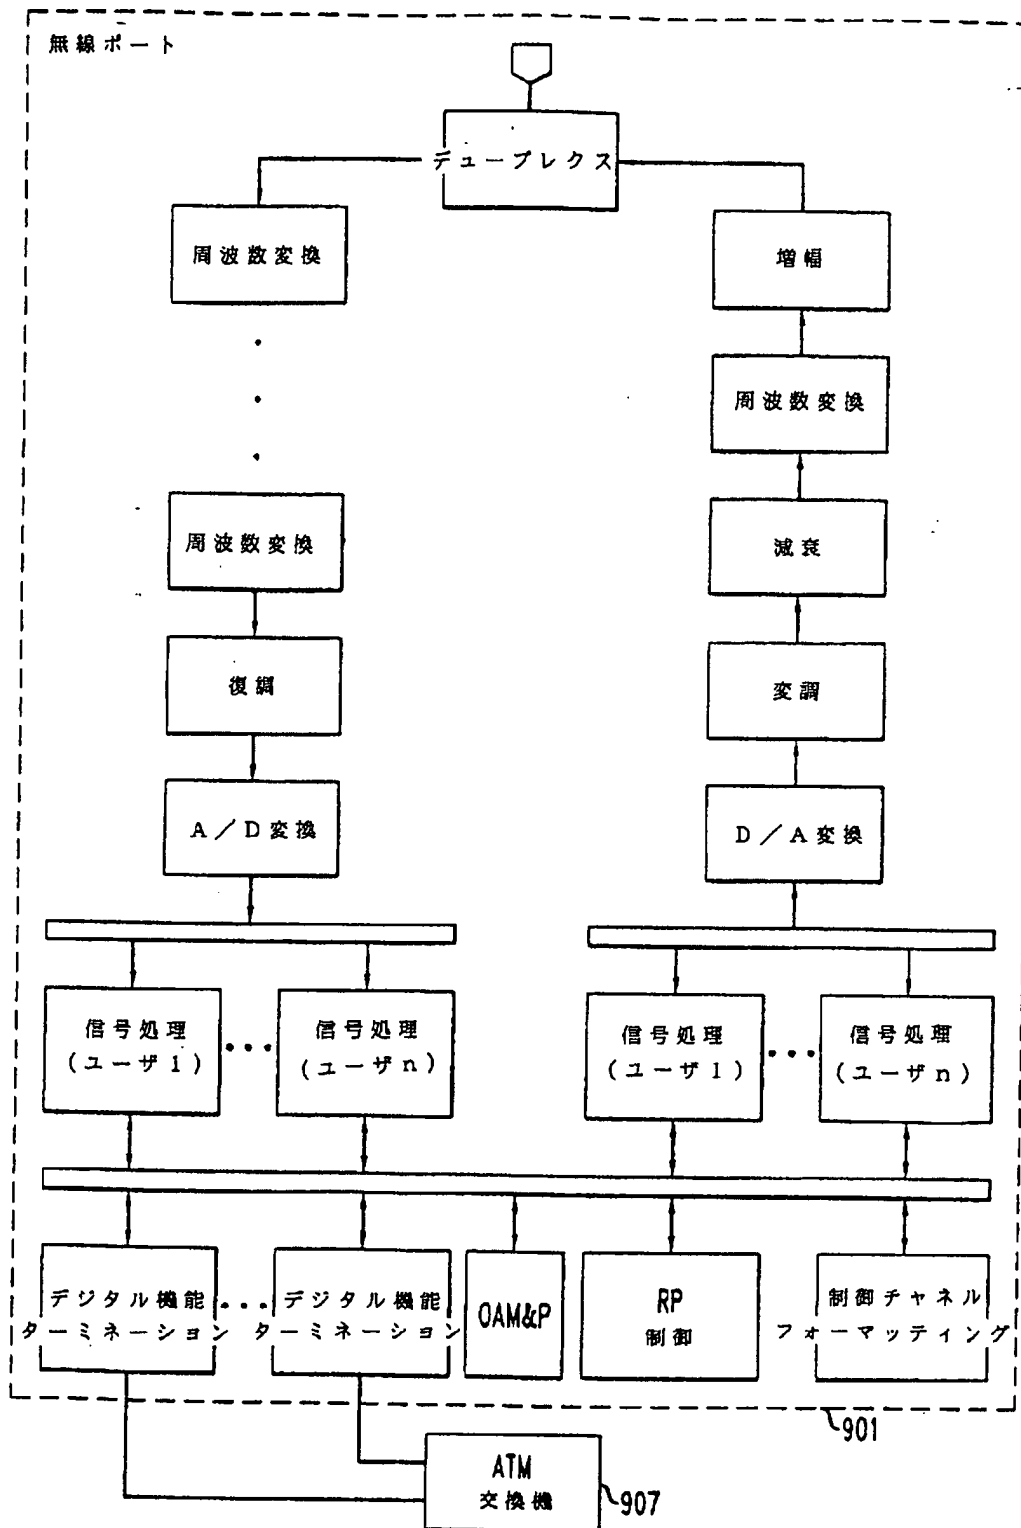 無線ポート
デュープレクス
周波数変換
増幅
周波数変換
周波数変換
減衰
復調
変調
A/D変換
D/A変換
信号処理
(ユーザ1)
信号処理
(ユーザn)
信号処理
(ユーザ1)
信号処理
(ユーザn)
デジタル機能
ターミネーション
デジタル機能
ターミネーション
OAM&P
RP
制御
制御チャネル
フォーマッティング
901
ATM
交換機
907